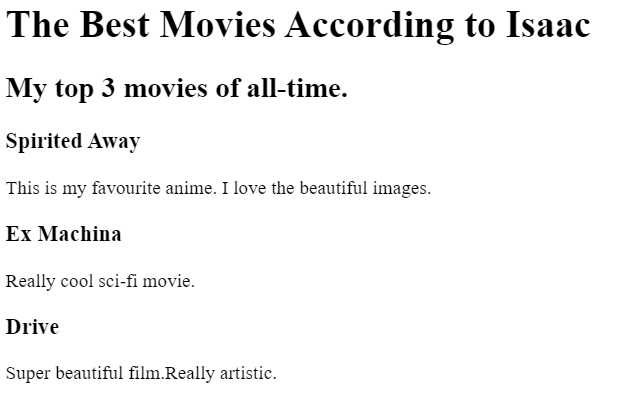 The Best Movies According to Isaac
My top 3 movies of all-time.
Spirited Away
This is my favourite anime. I love the beautiful images.
Ex Machina
Really cool sci-fi movie.
Drive
Super beautiful film.Really artistic.